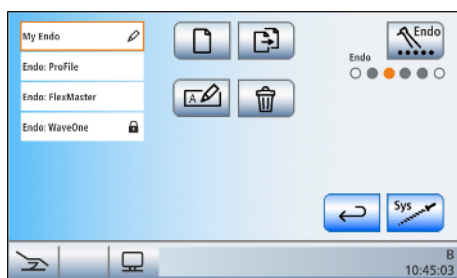 My Endo
Endo: ProFile
Endo: FlexMaster
Endo: WaveOne
A
Endo
Endo
Sys
B
10:45:03